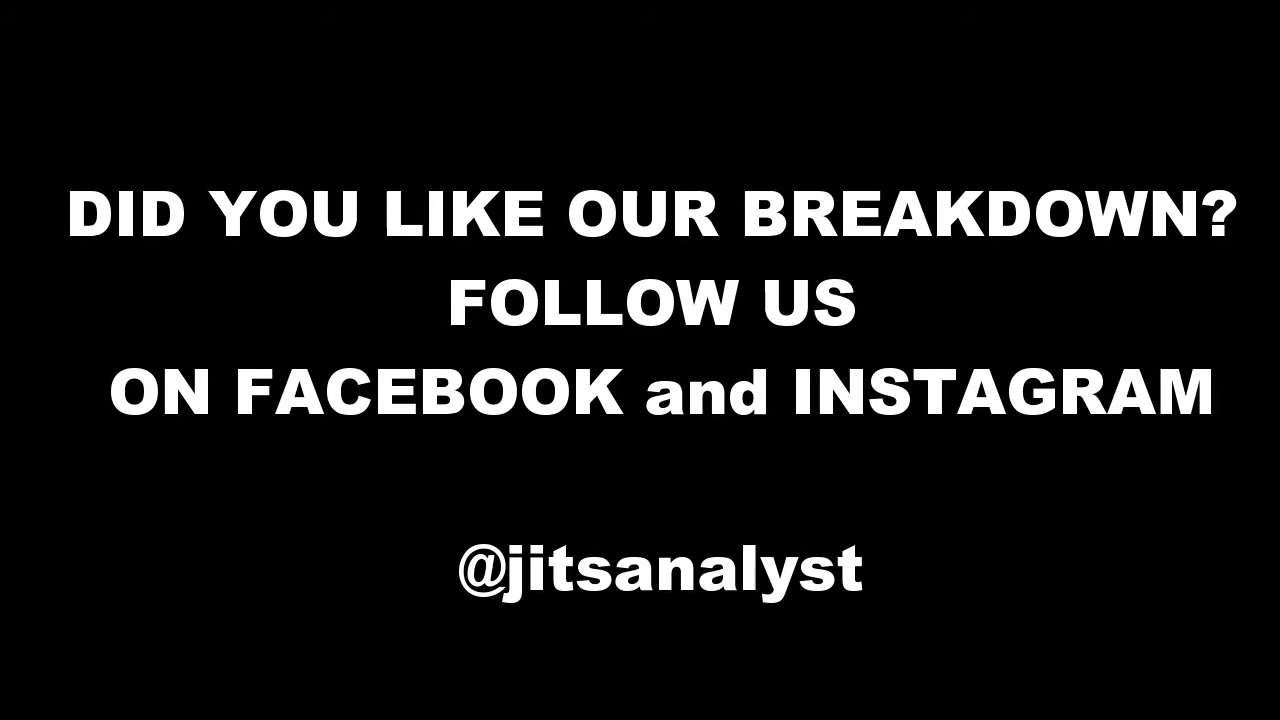 DID YOU LIKE OUR BREAKDOWN?
FOLLOW US
ON FACEBOOK and INSTAGRAM
@jitsanalyst